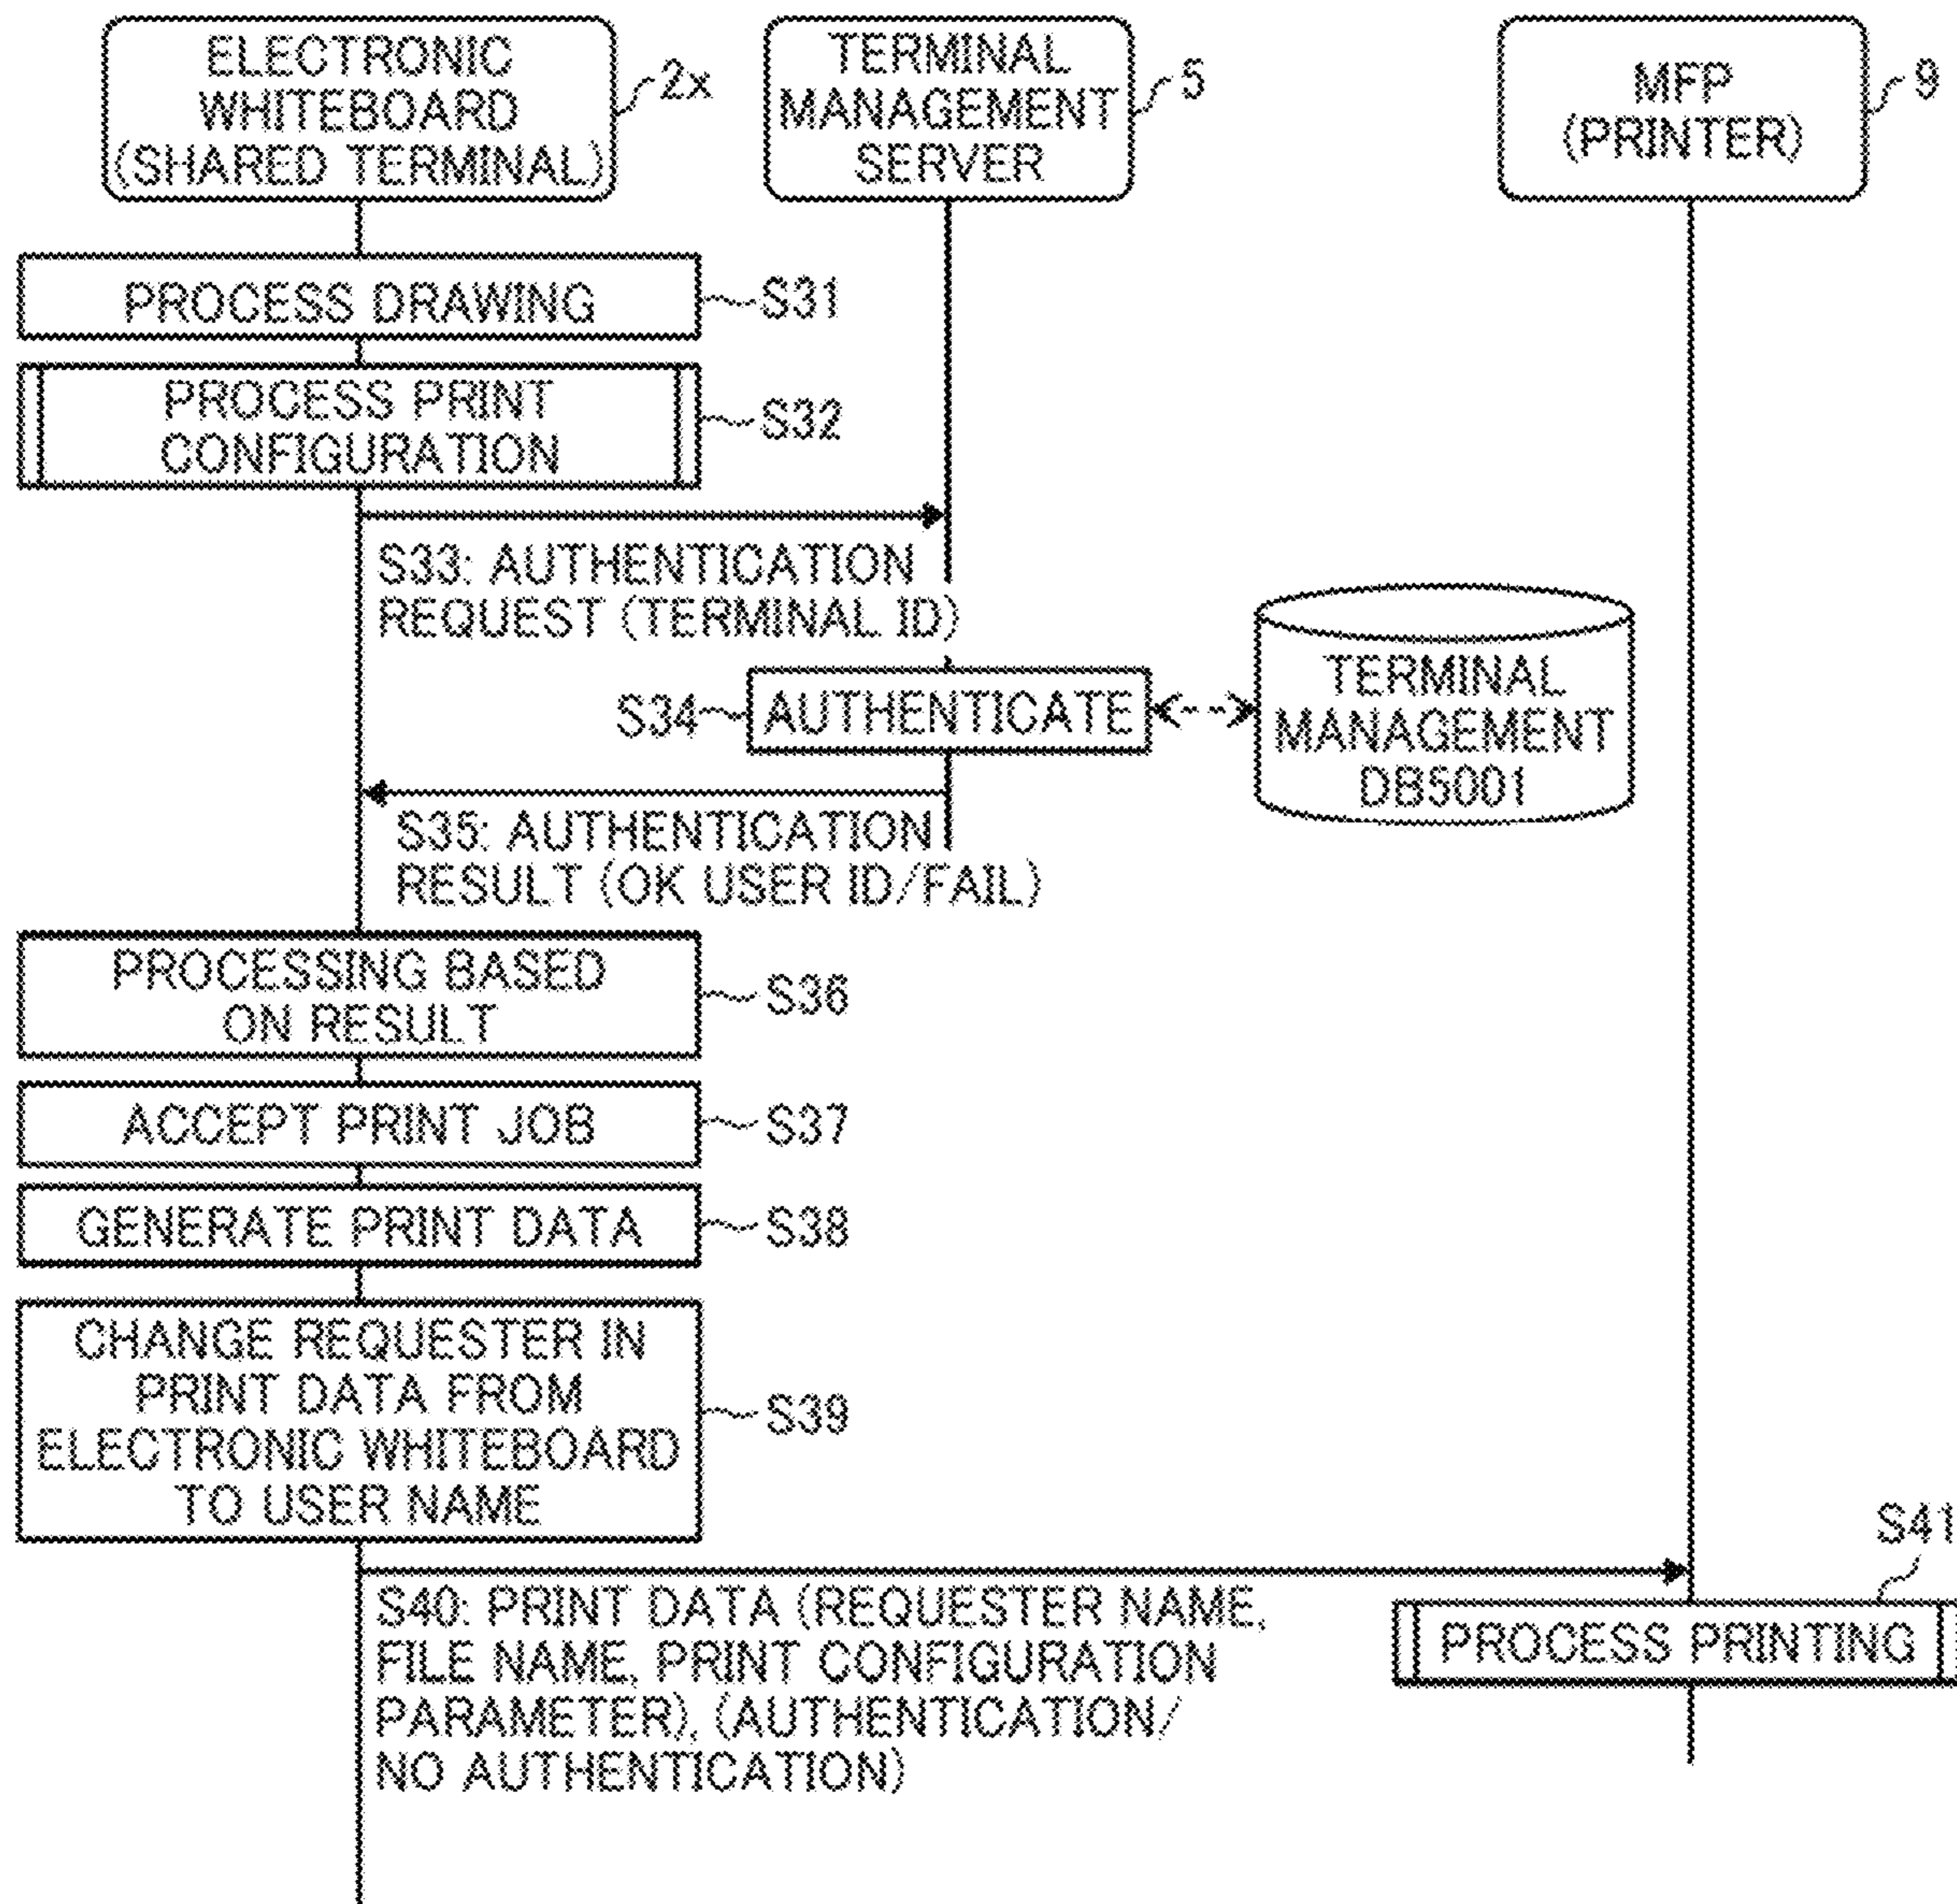 ELECTRONIC
WHITEBOARD
(SHARED TERMINAL)
2x
TERMINAL
MANAGEMENT
SERVER
5
MFP
(PRINTER)
9
PROCESS DRAWING
S31
PROCESS PRINT
CONFIGURATION
S32
S33: AUTHENTICATION
REQUEST (TERMINAL ID)
S34
AUTHENTICATE
TERMINAL
MANAGEMENT
DB5001
S35: AUTHENTICATION
RESULT (OK USER ID/FAIL)
PROCESSING BASED
ON RESULT
S36
ACCEPT PRINT JOB
S37
GENERATE PRINT DATA
S38
CHANGE REQUESTER IN
PRINT DATA FROM
ELECTRONIC WHITEBOARD
TO USER NAME
S39
S40: PRINT DATA (REQUESTER NAME,
FILE NAME, PRINT CONFIGURATION
PARAMETER), (AUTHENTICATION/
NO AUTHENTICATION)
S41
PROCESS PRINTING